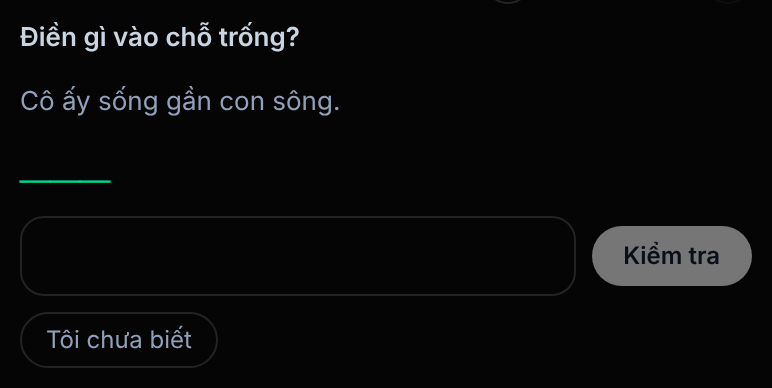 Điền gì vào chỗ trống?
Cô ấy sống gần con sông.
Kiểm tra
Tôi chưa biết